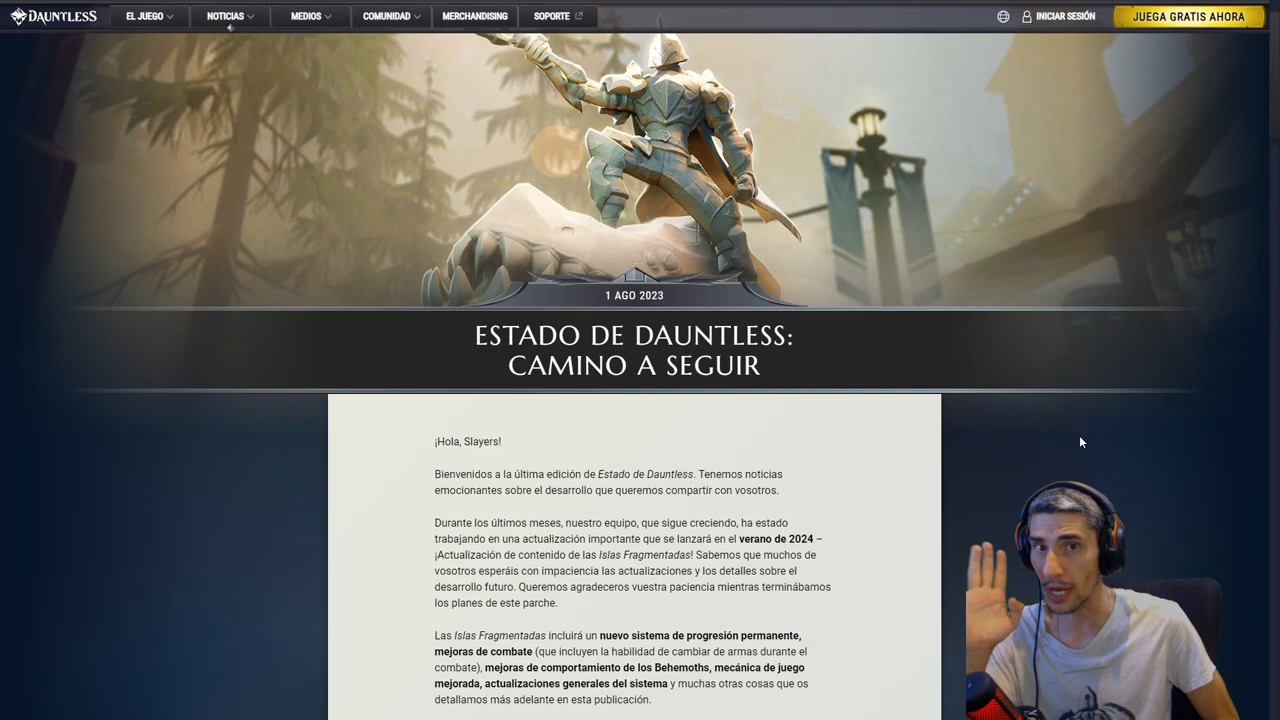 DAUNTLESS
EL JUEGO
NOTICIAS
MEDIOS
COMUNIDAD
MERCHANDISING
SOPORTE
INICIAR SESIÓN
JUEGA GRATIS AHORA
1 AGO 2023
ESTADO DE DAUNTLESS:
CAMINO A SEGUIR
¡Hola, Slayers!
Bienvenidos a la última edición de Estado de Dauntless. Tenemos noticias
emocionantes sobre el desarrollo que queremos compartir con vosotros.
Durante los últimos meses, nuestro equipo, que sigue creciendo, ha estado
trabajando en una actualización importante que se lanzará en el verano de 2024 –
¡Actualización de contenido de las Islas Fragmentadas! Sabemos que muchos de
vosotros esperáis con impaciencia las actualizaciones y los detalles sobre el
desarrollo futuro. Queremos agradeceros vuestra paciencia mientras terminábamos
los planes de este parche.
Las Islas Fragmentadas incluirá un nuevo sistema de progresión permanente,
mejoras de combate (que incluyen la habilidad de cambiar de armas durante el
combate), mejoras de comportamiento de los Behemoths, mecánica de juego
mejorada, actualizaciones generales del sistema y muchas otras cosas que os
detallamos más adelante en esta publicación.